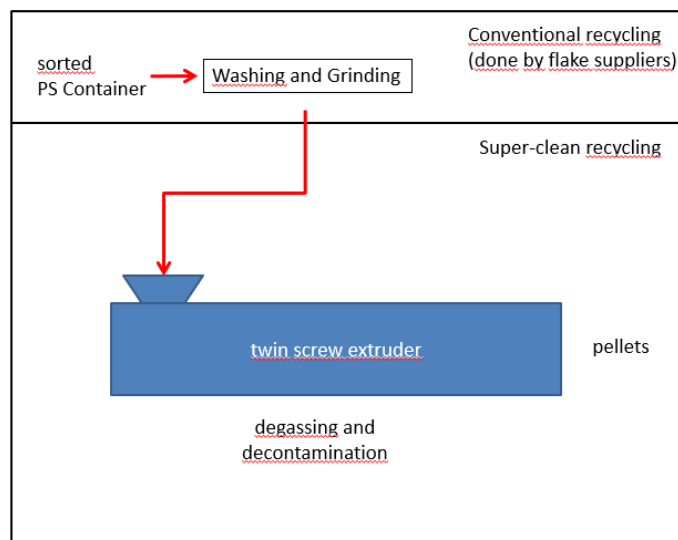 Conventional recycling
(done by flake suppliers)
sorted
PS Container
Washing and Grinding
Super-clean recycling
twin screw extruder
pellets
degassing and
decontamination